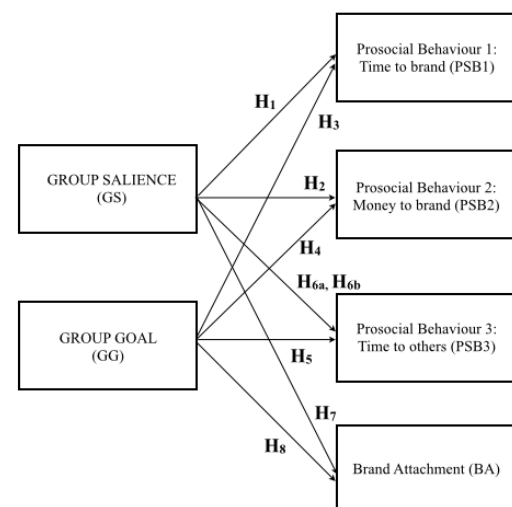 Prosocial Behaviour 1:
Time to brand (PSB1)
H1
H3
GROUP SALIENCE
(GS)
H2
Prosocial Behaviour 2:
Money to brand (PSB2)
H4
H6a, H6b
GROUP GOAL
(GG)
H5
Prosocial Behaviour 3:
Time to others (PSB3)
H7
H8
Brand Attachment (BA)